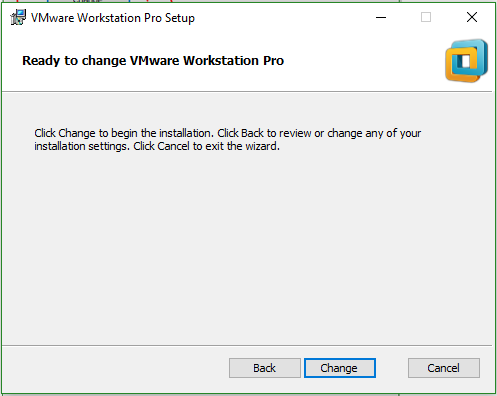 VMware Workstation Pro Setup
Ready to change VMware Workstation Pro
Click Change to begin the installation. Click Back to review or change any of your
installation settings. Click Cancel to exit the wizard.
Back
Change
Cancel